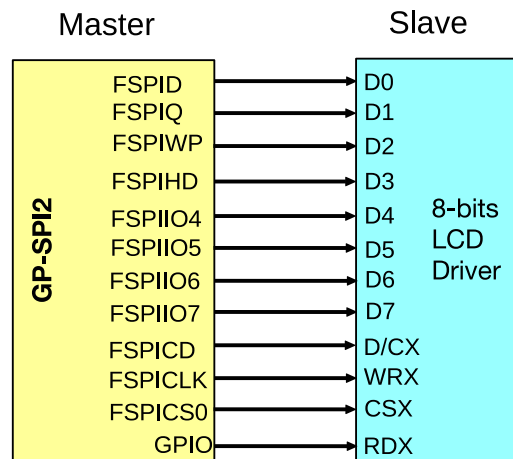 Master Slave
FSPID D0
FSPIQ D1
FSPIWP D2
FSPIHD D3
FSPIIO4 D4
FSPIIO5 D5
FSPIIO6 D6
FSPIIO7 D7
FSPICD D/CX
FSPICLK WRX
FSPICS0 CSX
GPIO RDX
GP-SPI2
8-bits
LCD
Driver